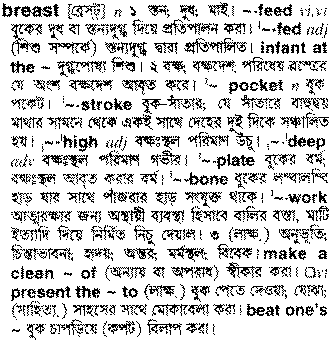 breast [ব্রেস্ট্] n ১ স্তন; দুধ; মাই। ~-feed vi,vt
বুকের দুধ বা স্তন্যদুগ্ধ দিয়ে প্রতিপালন করা। ~-fed adj
(শিশু সম্পর্কে) স্তন্যদুগ্ধ দ্বারা প্রতিপালিত। infant at
the ~ দুগ্ধপোষ্য শিশু। ২ বক্ষ; বক্ষদেশ; পরিধেয় বস্ত্রের
যে অংশ বক্ষদেশ আবৃত করে। '~ pocket n বুক
পকেট। '~-stroke বুক-সাঁতার; যে সাঁতারে বাহুদ্বয়
মাথার সামনে থেকে একই সাথে দেহের দুই দিকে সঞ্চালিত
হয়। ,~-'high adj বক্ষঃস্থল পরিমাণ উঁচু। ,~-'deep
adv বক্ষঃস্থল পরিমাণ গভীর। '~-plate বুকের বর্ম;
বক্ষঃস্থল আবৃত করার বর্ম। '~-bone বুকের লম্বালম্বি
হাড় যার সাথে পাঁজরার হাড় সংযুক্ত থাকে। '~-work
আত্মরক্ষার জন্য অস্থায়ী ব্যবস্থা হিসাবে বালির বস্তা, মাটি
ইত্যাদি দিয়ে নির্মিত নিচু দেয়াল। ৩ (লাক্ষ.) অনুভূতি;
চিন্তাভাবনা; হৃদয়; অন্তর; মর্মস্থল; বিবেক। make a
clean ~ of (অন্যায় বা অপরাধ) স্বীকার করা। □vt
present the ~ to (লাক্ষ.) বুক পেতে দেওয়া; যোঝা;
(সাহিত্য.) সাহসের সাথে মোকাবেলা করা। beat one's
~ বুক চাপড়িয়ে (কপট) বিলাপ করা।